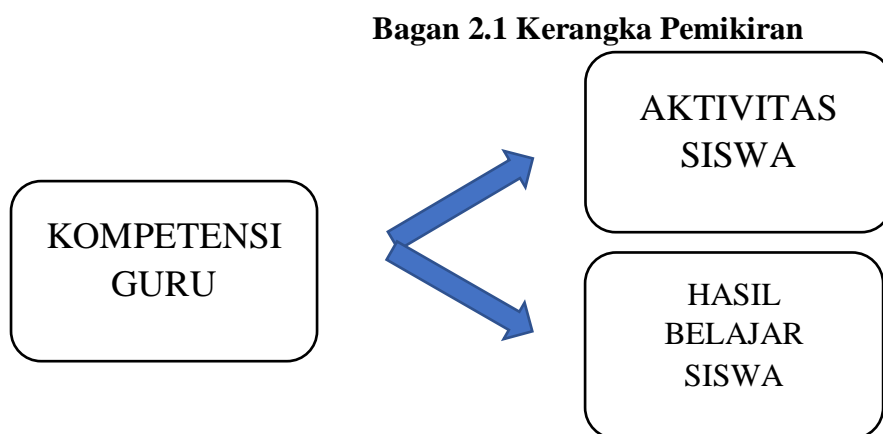 Bagan 2.1 Kerangka Pemikiran
KOMPETENSI
GURU
AKTIVITAS
SISWA
HASIL
BELAJAR
SISWA